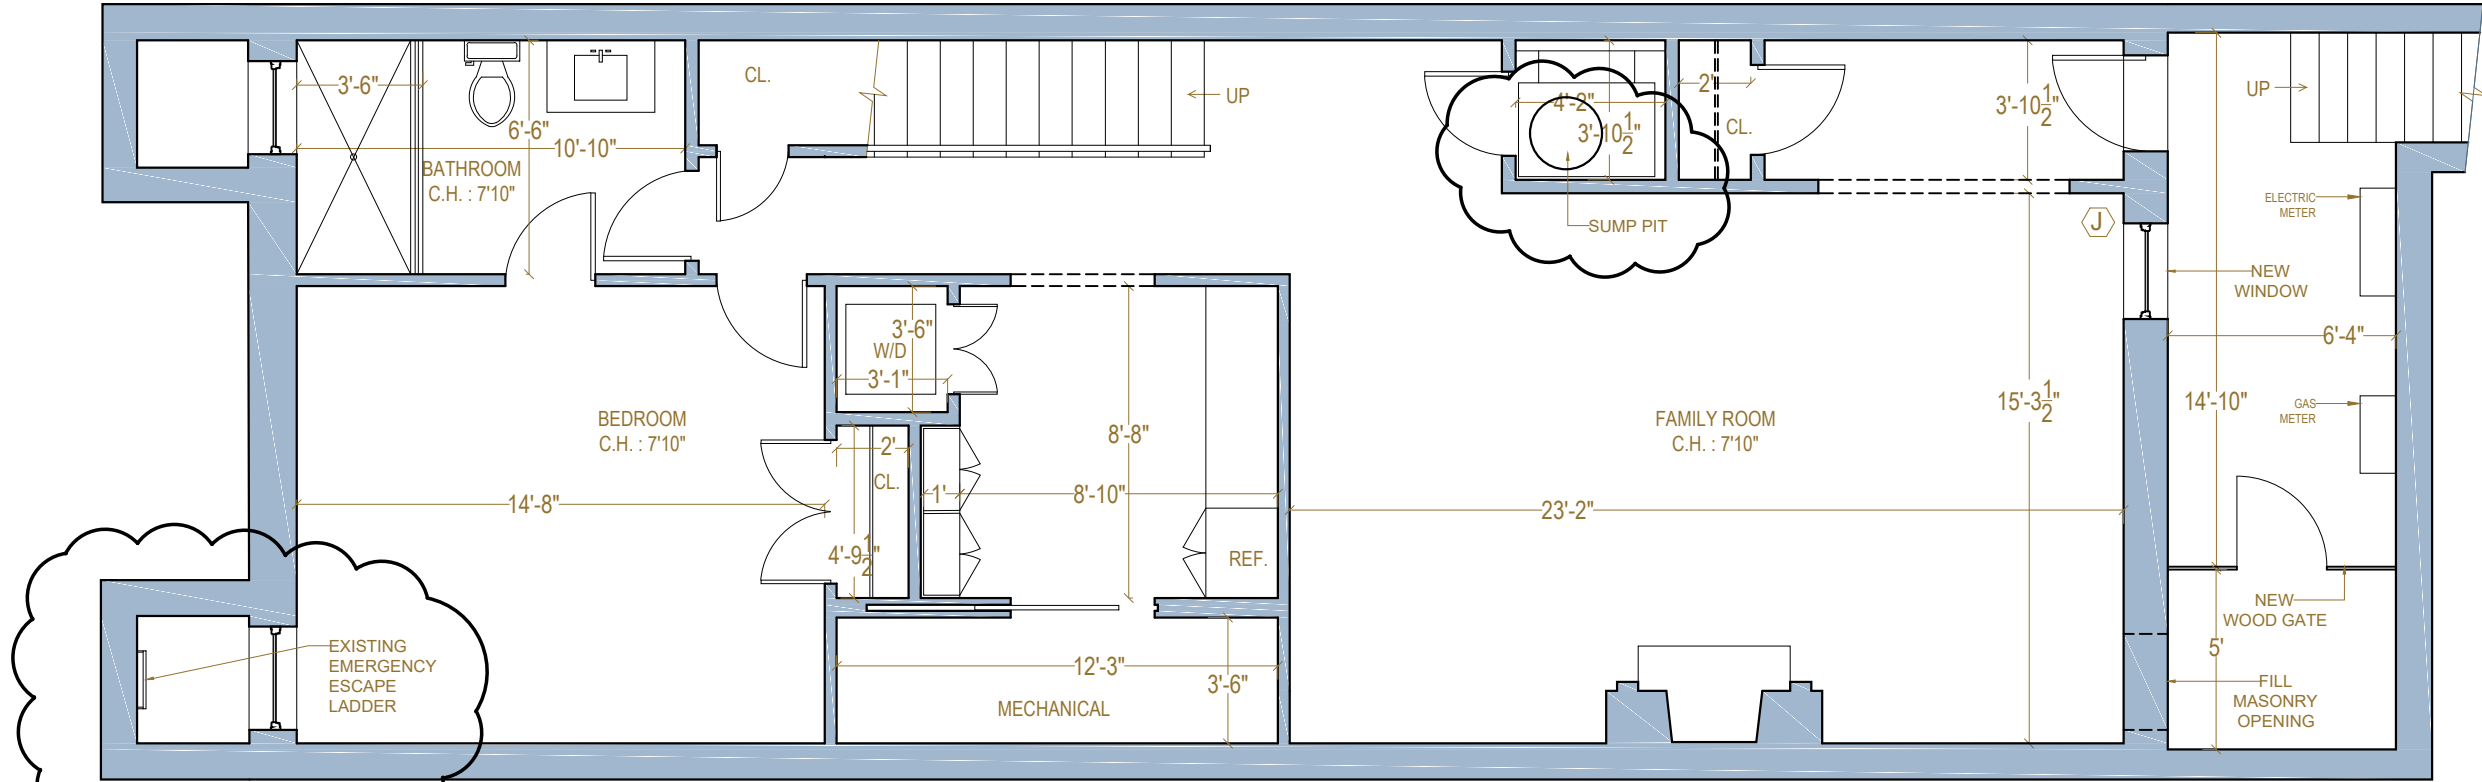 3'-6"
6'-6"
10'-10"
BATHROOM
C.H. : 7'10"
CL.
UP
4'-2"
3'-10 1/2"
SUMP PIT
2'
CL.
3'-10 1/2"
UP
ELECTRIC
METER
J
NEW
WINDOW
6'-4"
14'-10"
GAS
METER
3'-6"
W/D
3'-1"
BEDROOM
C.H. : 7'10"
14'-8"
2'
CL.
4'-9 1/2"
1'
8'-8"
8'-10"
REF.
FAMILY ROOM
C.H. : 7'10"
15'-3 1/2"
23'-2"
NEW
WOOD GATE
5'
FILL
MASONRY
OPENING
EXISTING
EMERGENCY
ESCAPE
LADDER
12'-3"
3'-6"
MECHANICAL